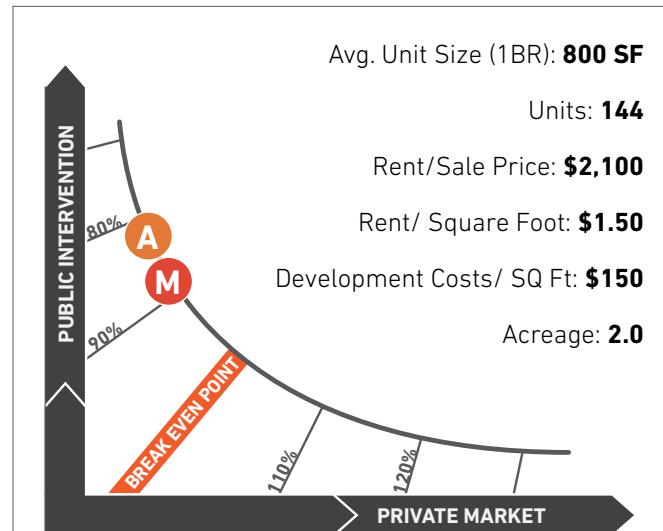 Avg. Unit Size (1BR): 800 SF
Units: 144
Rent/Sale Price: $2,100
Rent/ Square Foot: $1.50
Development Costs/ SQ Ft: $150
Acreage: 2.0
PUBLIC INTERVENTION
80%
A
M
90%
BREAK EVEN POINT
110%
120%
PRIVATE MARKET